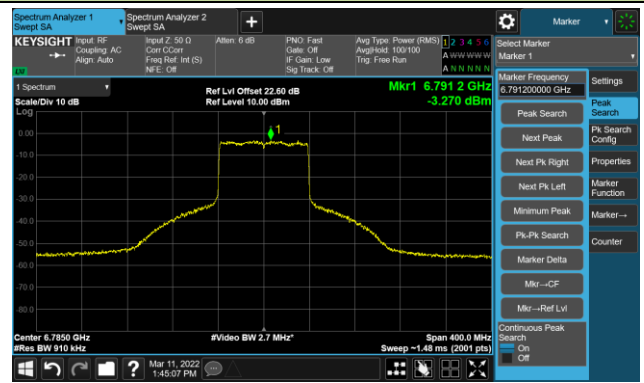 Spectrum Analyzer 1
Swept SA
Spectrum Analyzer 2
Swept SA
+
Marker
KEYSIGHT
Input: RF
Coupling: AC
Align: Auto
Input Z: 50 Ω
Corr CCorr
Freq Ref: Int (S)
NFE: Off
Atten: 6 dB
PNO: Fast
Gate: Off
IF Gain: Low
Sig Track: Off
Avg Type: Power (RMS)
Avg|Hold: 100/100
Trig: Free Run
1 2 3 4 5 6
A W W W W W
A N N N N N
LV
Select Marker
Marker 1
1 Spectrum
Scale/Div 10 dB
Log
Ref Lvl Offset 22.60 dB
Ref Level 10.00 dBm
Mkr1 6.791 2 GHz
-3.270 dBm
1
0.00
-10.0
-20.0
-30.0
-40.0
-50.0
-60.0
-70.0
-80.0
Center 6.7850 GHz
#Res BW 910 kHz
#Video BW 2.7 MHz*
Span 400.0 MHz
Sweep ~1.48 ms (2001 pts)
Marker Frequency
6.791200000 GHz
Peak Search
Next Peak
Next Pk Right
Next Pk Left
Minimum Peak
Pk-Pk Search
Marker Delta
Mkr→CF
Mkr→Ref Lvl
Continuous Peak
Search
On
Off
Settings
Peak
Search
Pk Search
Config
Properties
Marker
Function
Marker→
Counter
?
Mar 11, 2022
1:45:07 PM